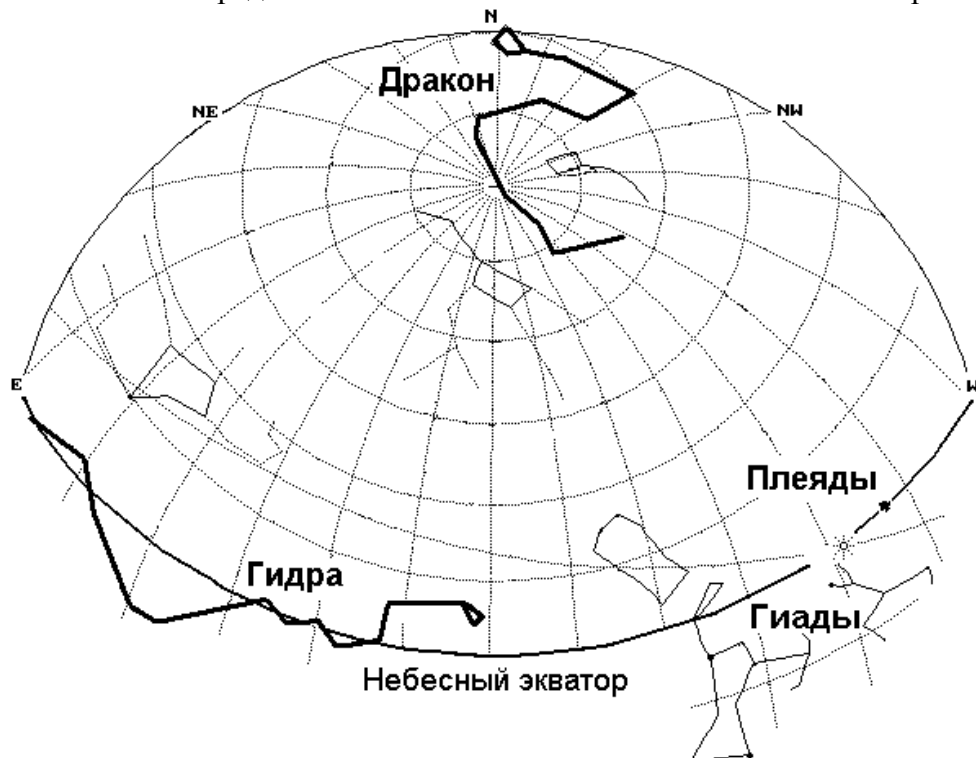 N
Дракон
NE
NW
E
W
Плеяды
Гидра
Гиады
Небесный экватор